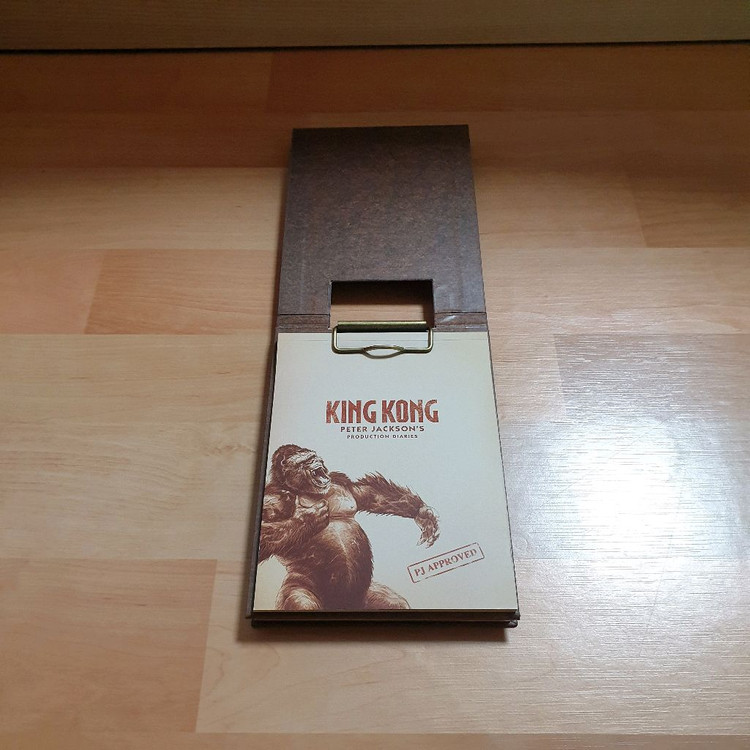 KING KONG
PETER JACKSON'S
PRODUCTION DIARIES
PJ APPROVED